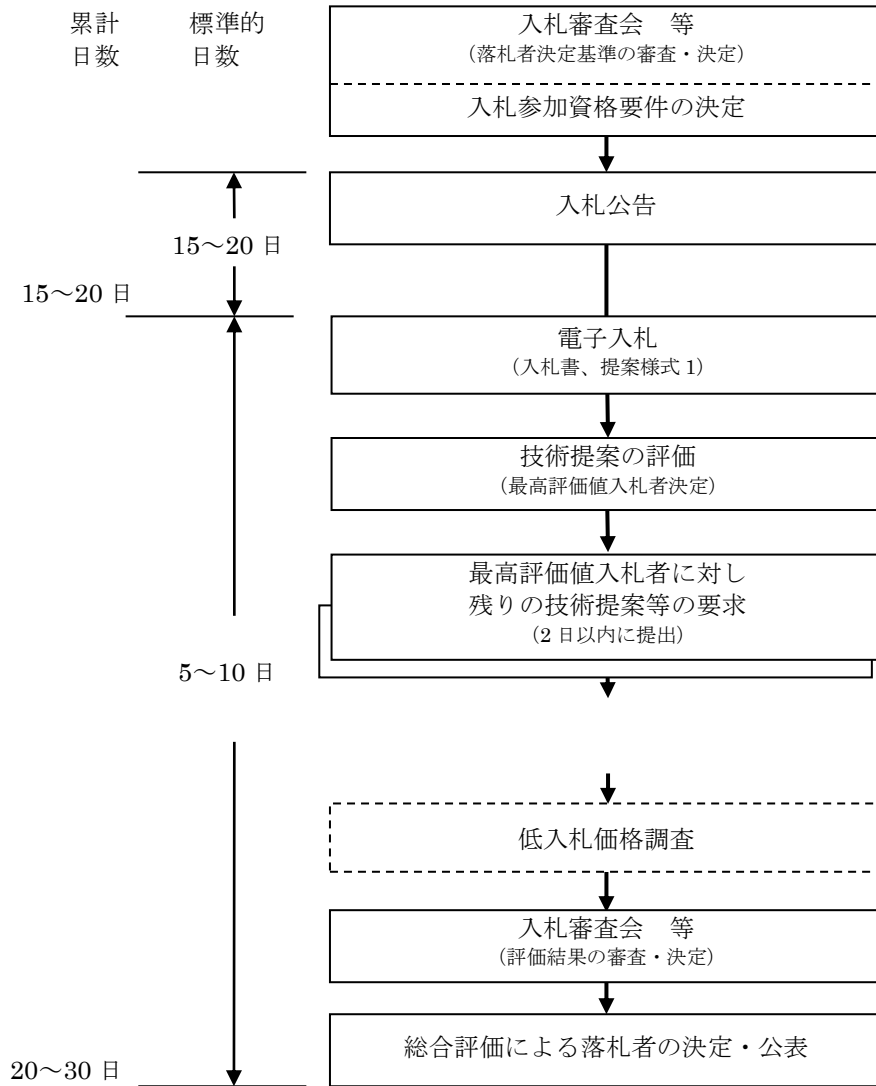 累計 標準的
日数 日数
入札審査会　等
（落札者決定基準の審査・決定）
入札参加資格要件の決定
入札公告
15～20 日
15～20 日
電子入札
（入札書、提案様式 1）
技術提案の評価
（最高評価値入札者決定）
最高評価値入札者に対し
残りの技術提案等の要求
（2 日以内に提出）
5～10 日
低入札価格調査
入札審査会　等
（評価結果の審査・決定）
総合評価による落札者の決定・公表
20～30 日